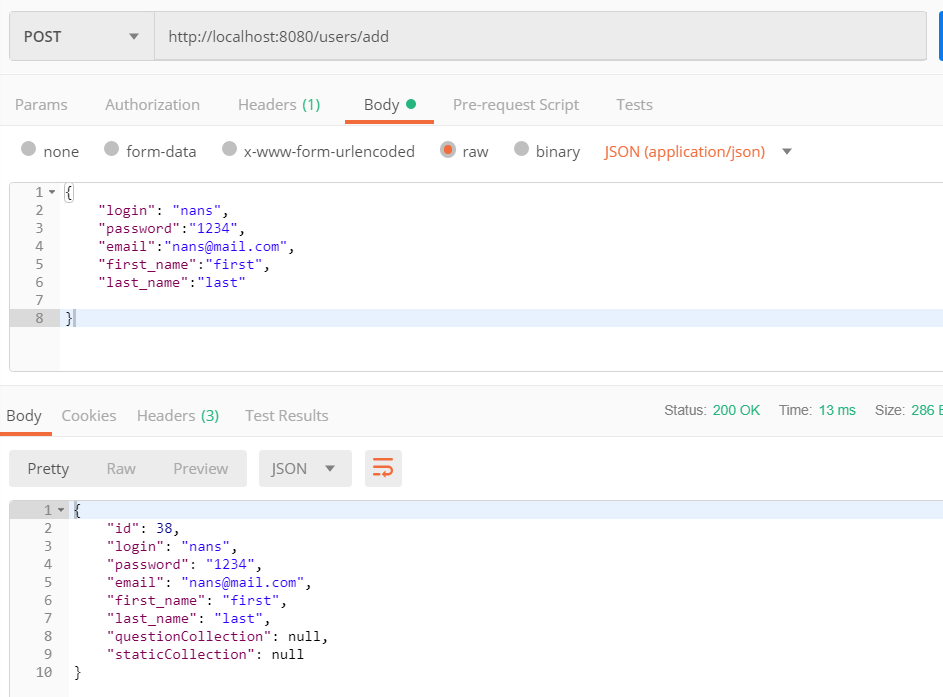 POST http://localhost:8080/users/add
Params Authorization Headers (1) Body Pre-request Script Tests
none form-data x-www-form-urlencoded raw binary JSON (application/json)
1 {
2 "login": "nans",
3 "password":"1234",
4 "email":"nans@mail.com",
5 "first_name":"first",
6 "last_name":"last"
7
8 }
Body Cookies Headers (3) Test Results Status: 200 OK Time: 13 ms Size: 286
Pretty Raw Preview JSON
1 {
2 "id": 38,
3 "login": "nans",
4 "password": "1234",
5 "email": "nans@mail.com",
6 "first_name": "first",
7 "last_name": "last",
8 "questionCollection": null,
9 "staticCollection": null
10 }